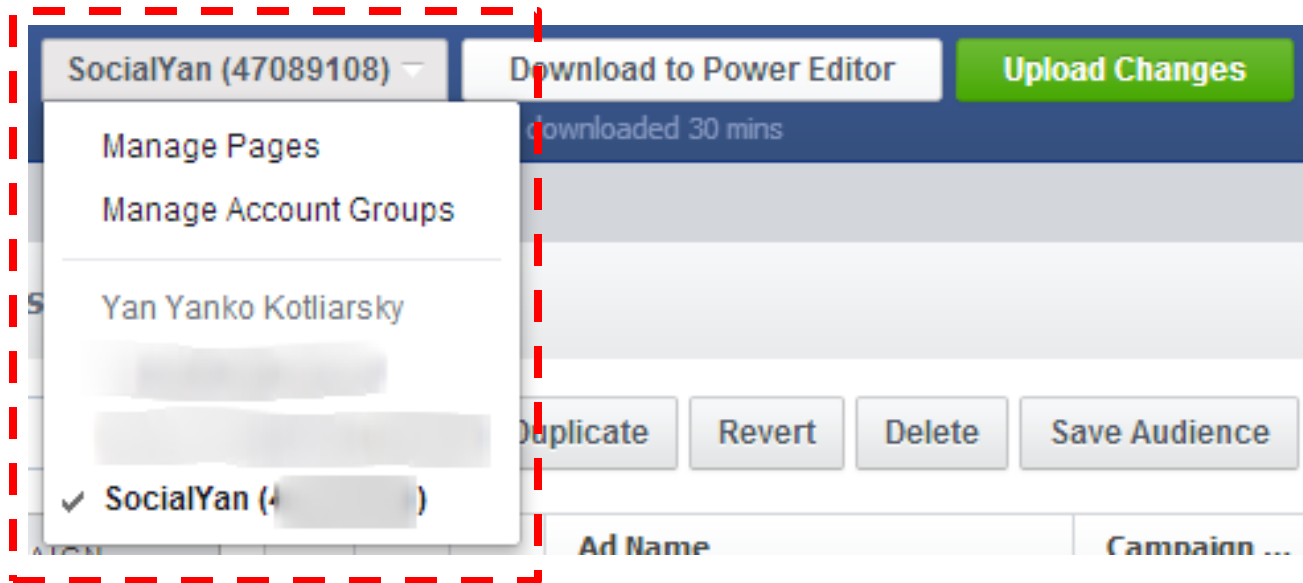 SocialYan (47089108) Download to Power Editor Upload Changes
downloaded 30 mins
Manage Pages
Manage Account Groups
Yan Yanko Kotliarsky
Duplicate Revert Delete Save Audience
SocialYan (4 )
Ad Name Campaign ...